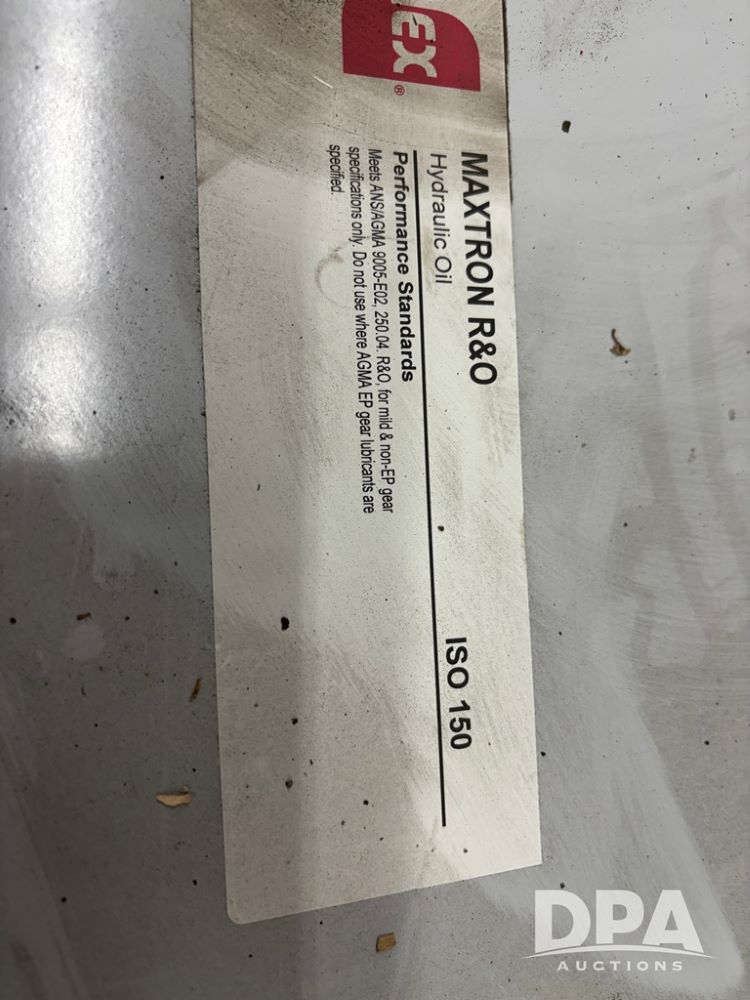 EX®
MAXTRON R&O
Hydraulic Oil
ISO 150
Performance Standards
Meets ANS/AGMA 9005-E02, 250.04. R&O, for mild & non-EP gear
specifications only. Do not use where AGMA EP gear lubricants are
specified.
DPA
AUCTIONS